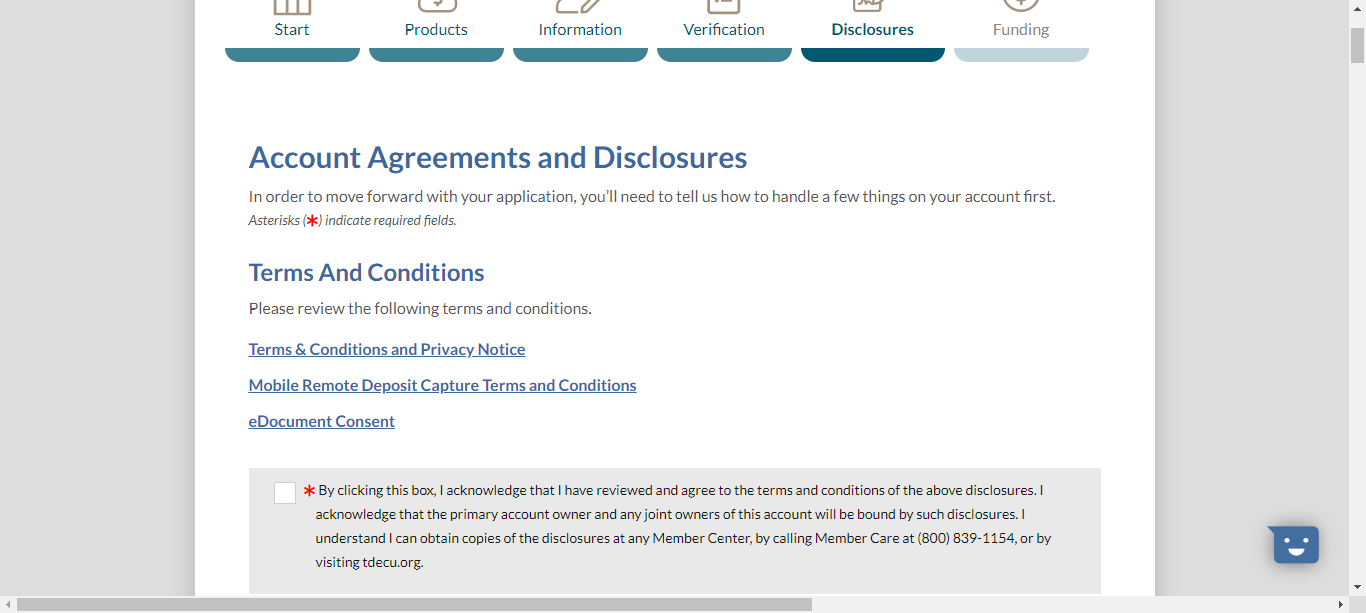 Start
Products
Information
Verification
Disclosures
Funding
Account Agreements and Disclosures
In order to move forward with your application, you’ll need to tell us how to handle a few things on your account first.
Asterisks (*) indicate required fields.
Terms And Conditions
Please review the following terms and conditions.
Terms & Conditions and Privacy Notice
Mobile Remote Deposit Capture Terms and Conditions
eDocument Consent
* By clicking this box, I acknowledge that I have reviewed and agree to the terms and conditions of the above disclosures. I
acknowledge that the primary account owner and any joint owners of this account will be bound by such disclosures. I
understand I can obtain copies of the disclosures at any Member Center, by calling Member Care at (800) 839-1154, or by
visiting tdecu.org.